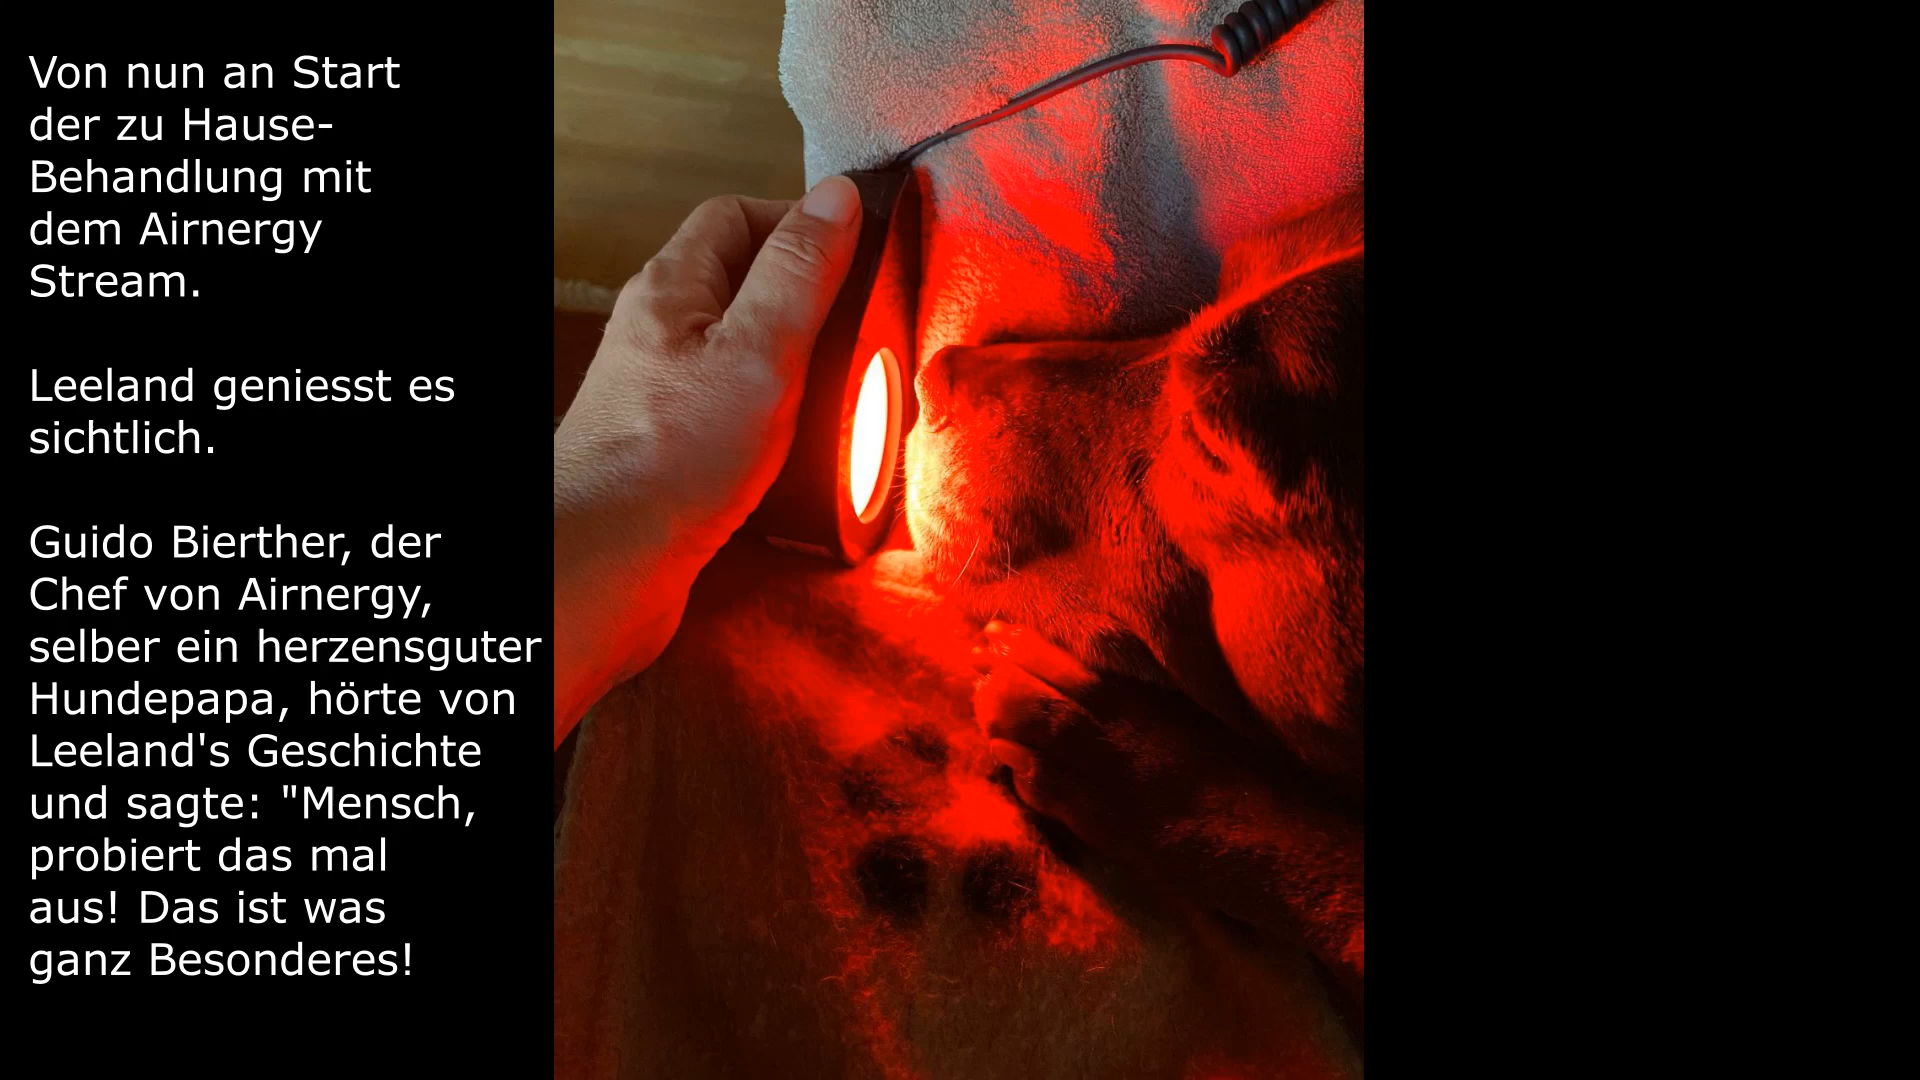 Von nun an Start
der zu Hause-
Behandlung mit
dem Airnergy
Stream.
Leeland geniesst es
sichtlich.
Guido Bierther, der
Chef von Airnergy,
selber ein herzensguter
Hundepapa, hörte von
Leeland's Geschichte
und sagte: "Mensch,
probiert das mal
aus! Das ist was
ganz Besonderes!